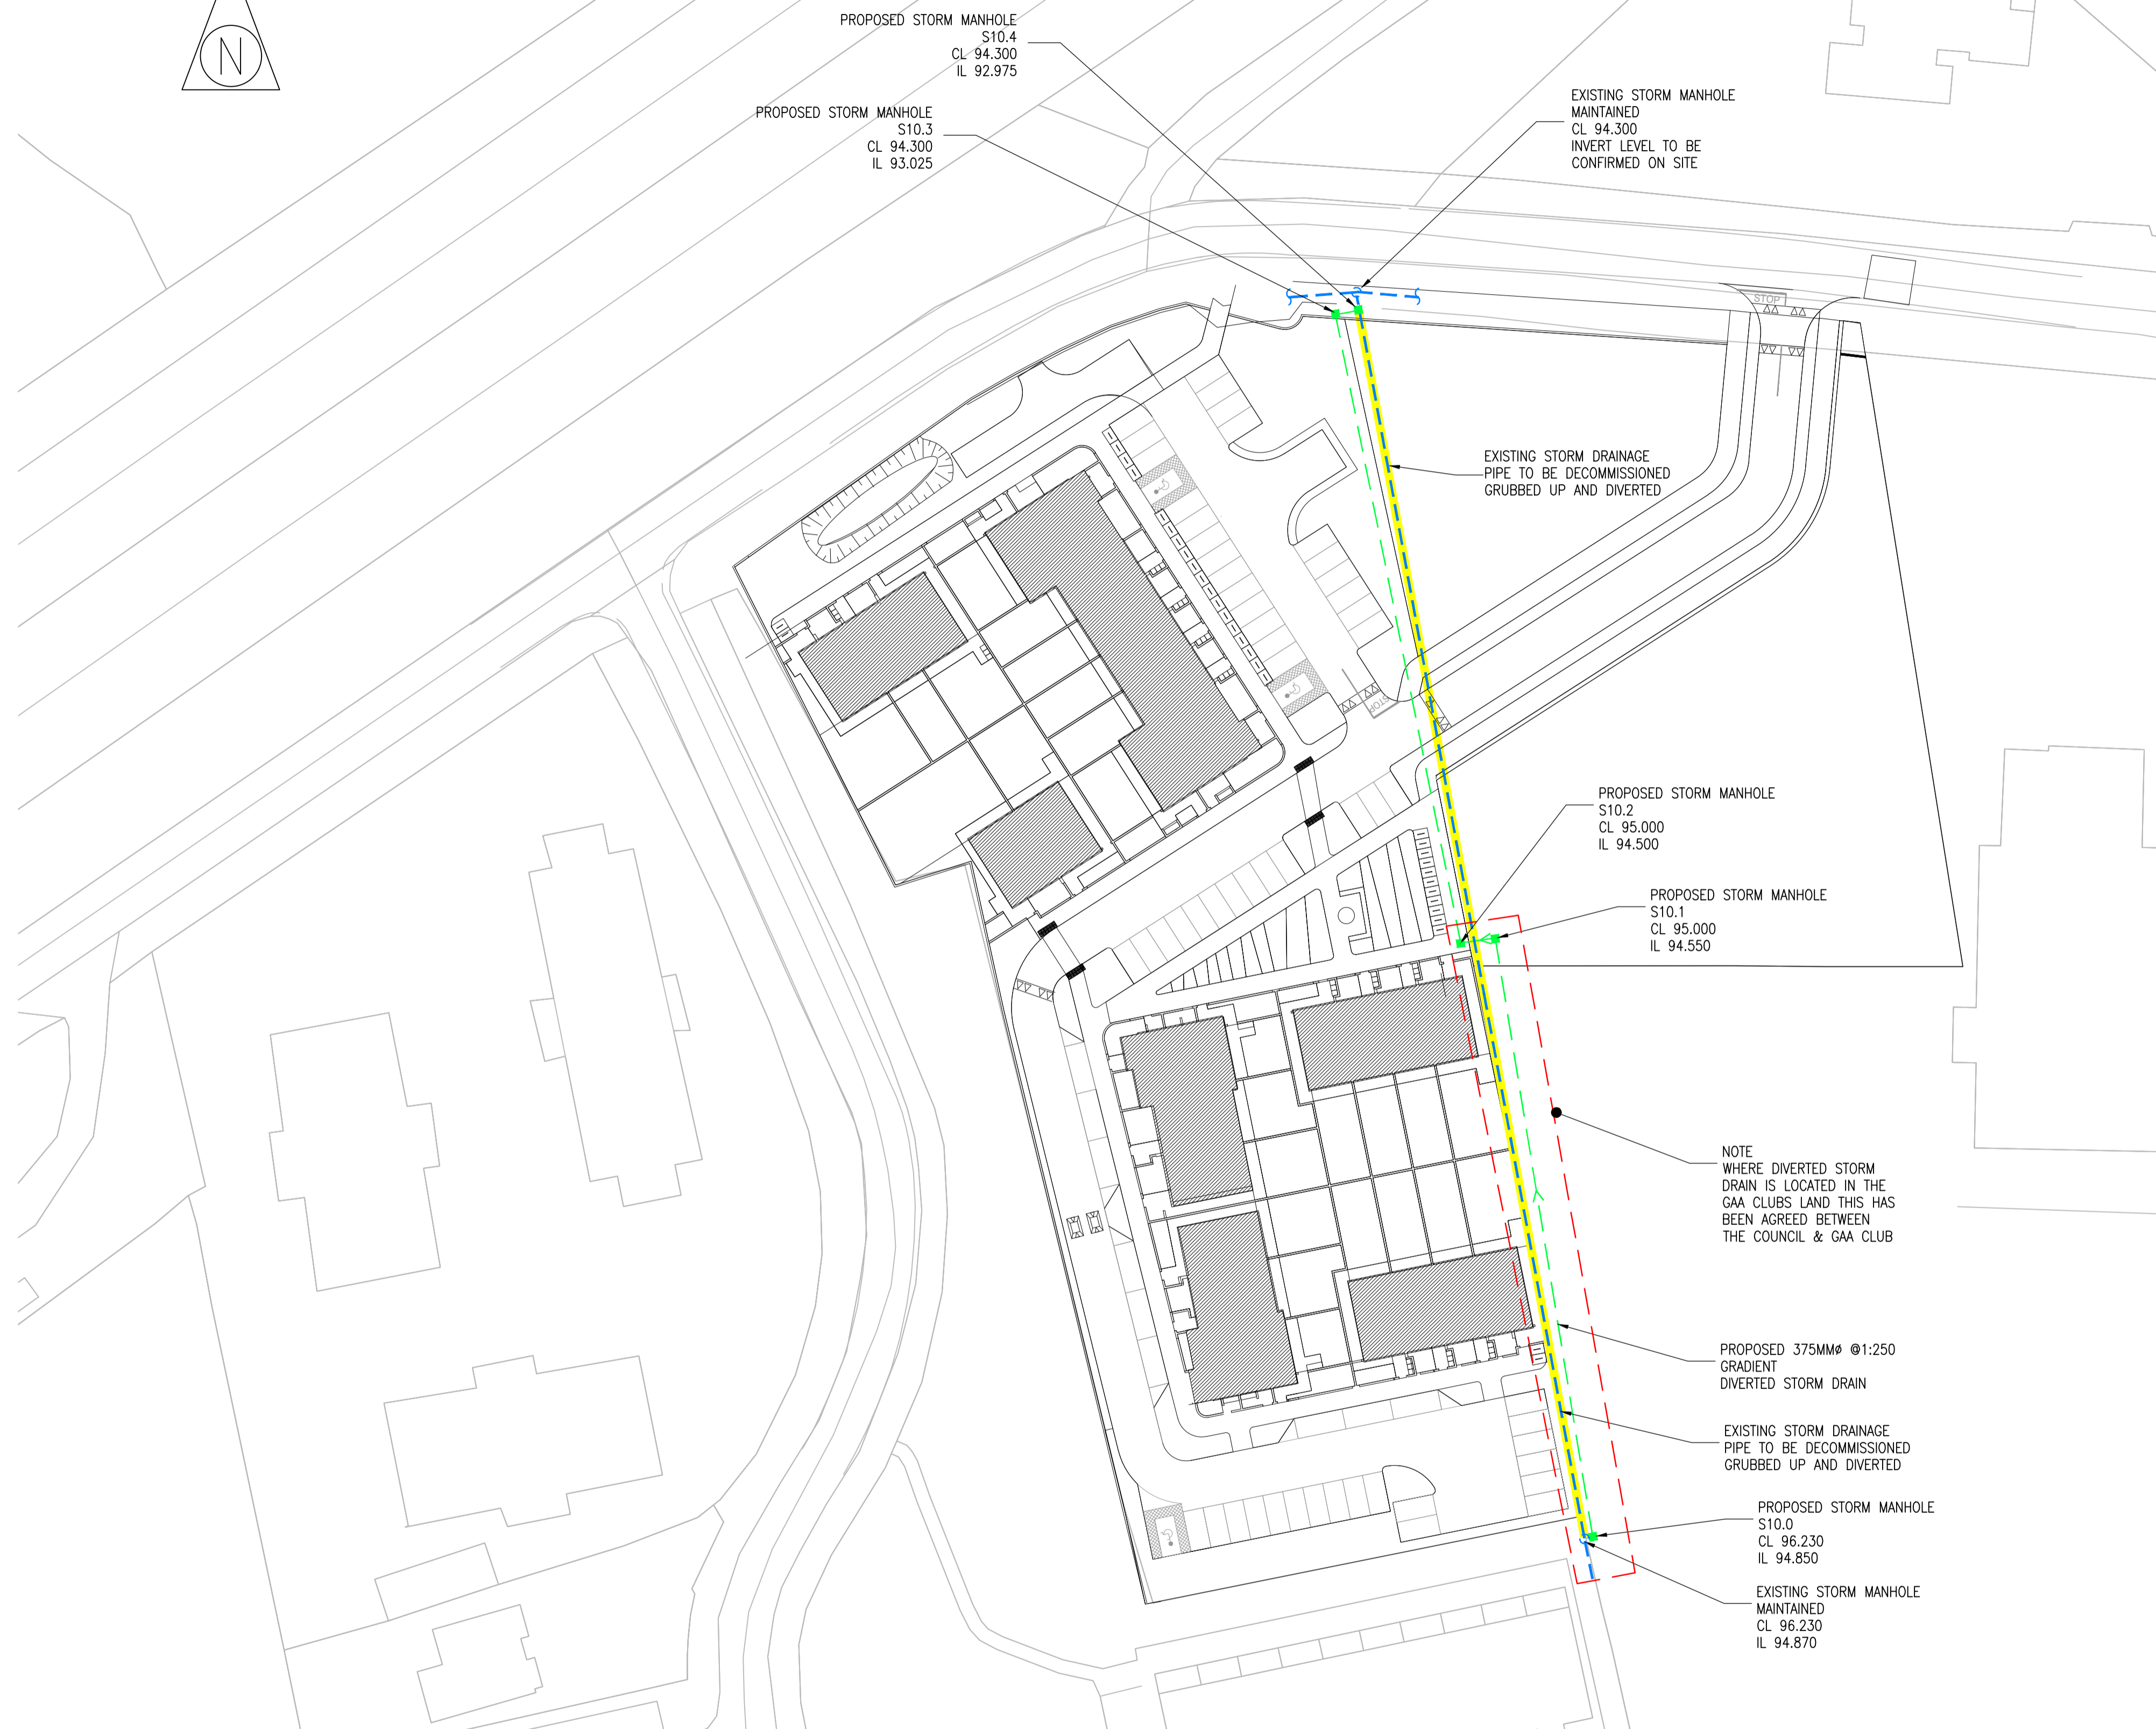 N
PROPOSED STORM MANHOLE
S10.4
CL 94.300
IL 92.975
PROPOSED STORM MANHOLE
S10.3
CL 94.300
IL 93.025
EXISTING STORM MANHOLE
MAINTAINED
CL 94.300
INVERT LEVEL TO BE
CONFIRMED ON SITE
STOP
EXISTING STORM DRAINAGE
PIPE TO BE DECOMMISSIONED
GRUBBED UP AND DIVERTED
STOP
PROPOSED STORM MANHOLE
S10.2
CL 95.000
IL 94.500
PROPOSED STORM MANHOLE
S10.1
CL 95.000
IL 94.550
NOTE
WHERE DIVERTED STORM
DRAIN IS LOCATED IN THE
GAA CLUBS LAND THIS HAS
BEEN AGREED BETWEEN
THE COUNCIL & GAA CLUB
PROPOSED 375MMø @1:250
GRADIENT
DIVERTED STORM DRAIN
EXISTING STORM DRAINAGE
PIPE TO BE DECOMMISSIONED
GRUBBED UP AND DIVERTED
PROPOSED STORM MANHOLE
S10.0
CL 96.230
IL 94.850
EXISTING STORM MANHOLE
MAINTAINED
CL 96.230
IL 94.870